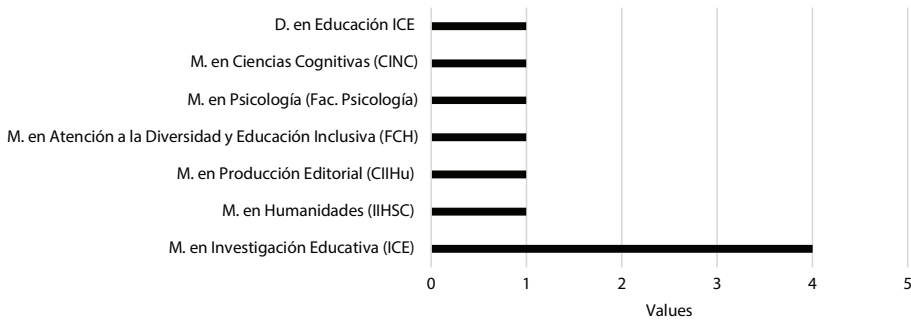 D. en Educación ICE
M. en Ciencias Cognitivas (CINC)
M. en Psicología (Fac. Psicología)
M. en Atención a la Diversidad y Educación Inclusiva (FCH)
M. en Producción Editorial (CIIHu)
M. en Humanidades (IIHSC)
M. en Investigación Educativa (ICE)
0 1 2 3 4 5
Values